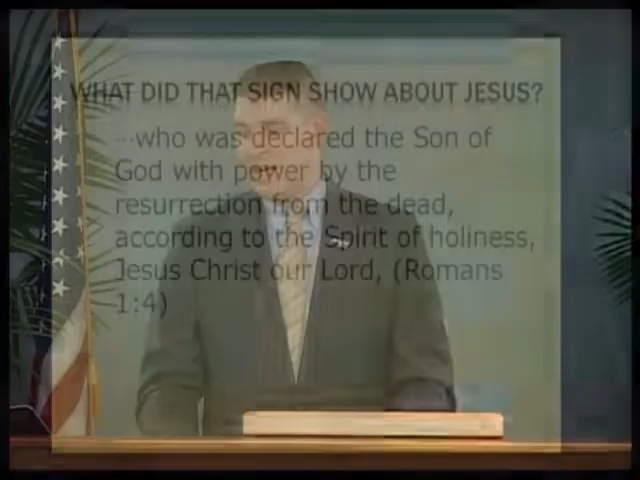 WHAT DID THAT SIGN SHOW ABOUT JESUS?
...who was declared the Son of
God with power by the
resurrection from the dead,
according to the Spirit of holiness,
Jesus Christ our Lord, (Romans
1:4)